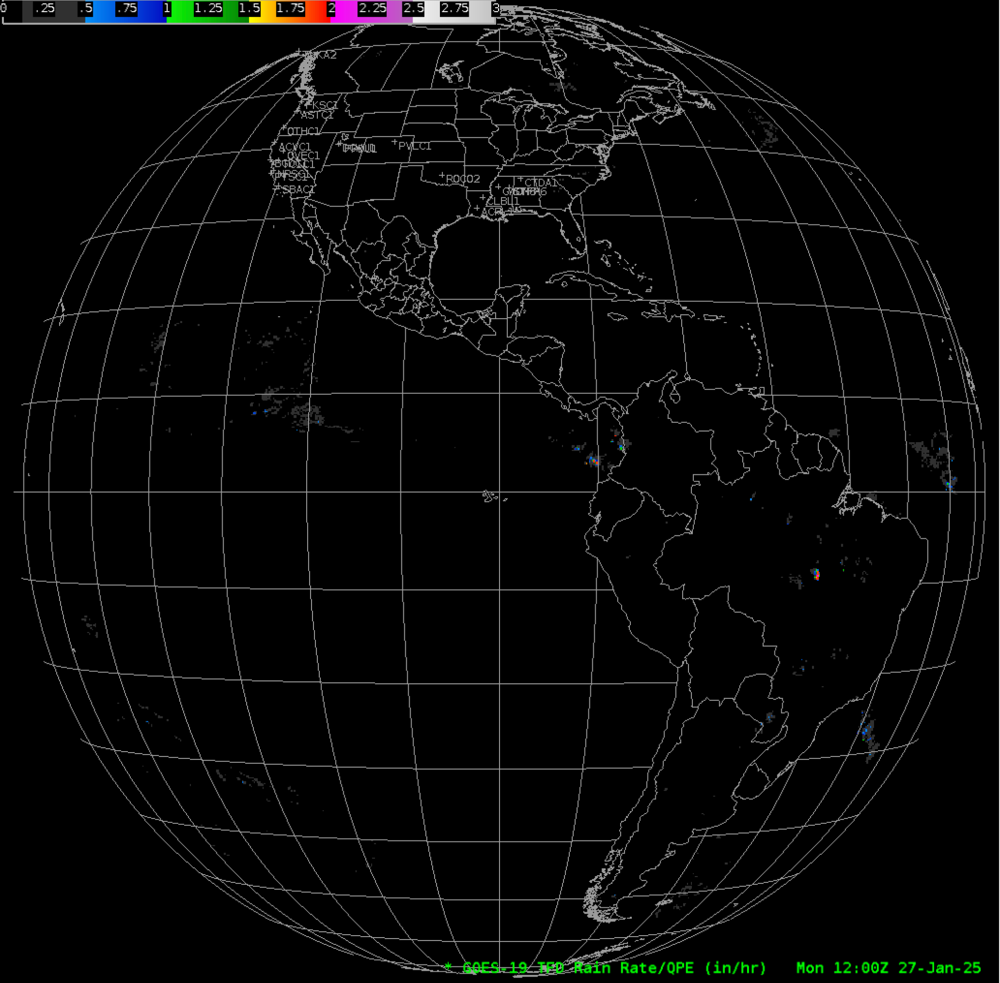 0 .25 .5 .75 1 1.25 1.5 1.75 2 2.25 2.5 2.75 3
KSC1
ASTC1
OTHC1
ACVC1
PVLC1
OVEC1
ROCO2
CTDA1
SBAC1
CLBL1
* GOES-19 TFD Rain Rate/QPE (in/hr) Mon 12:00Z 27-Jan-25